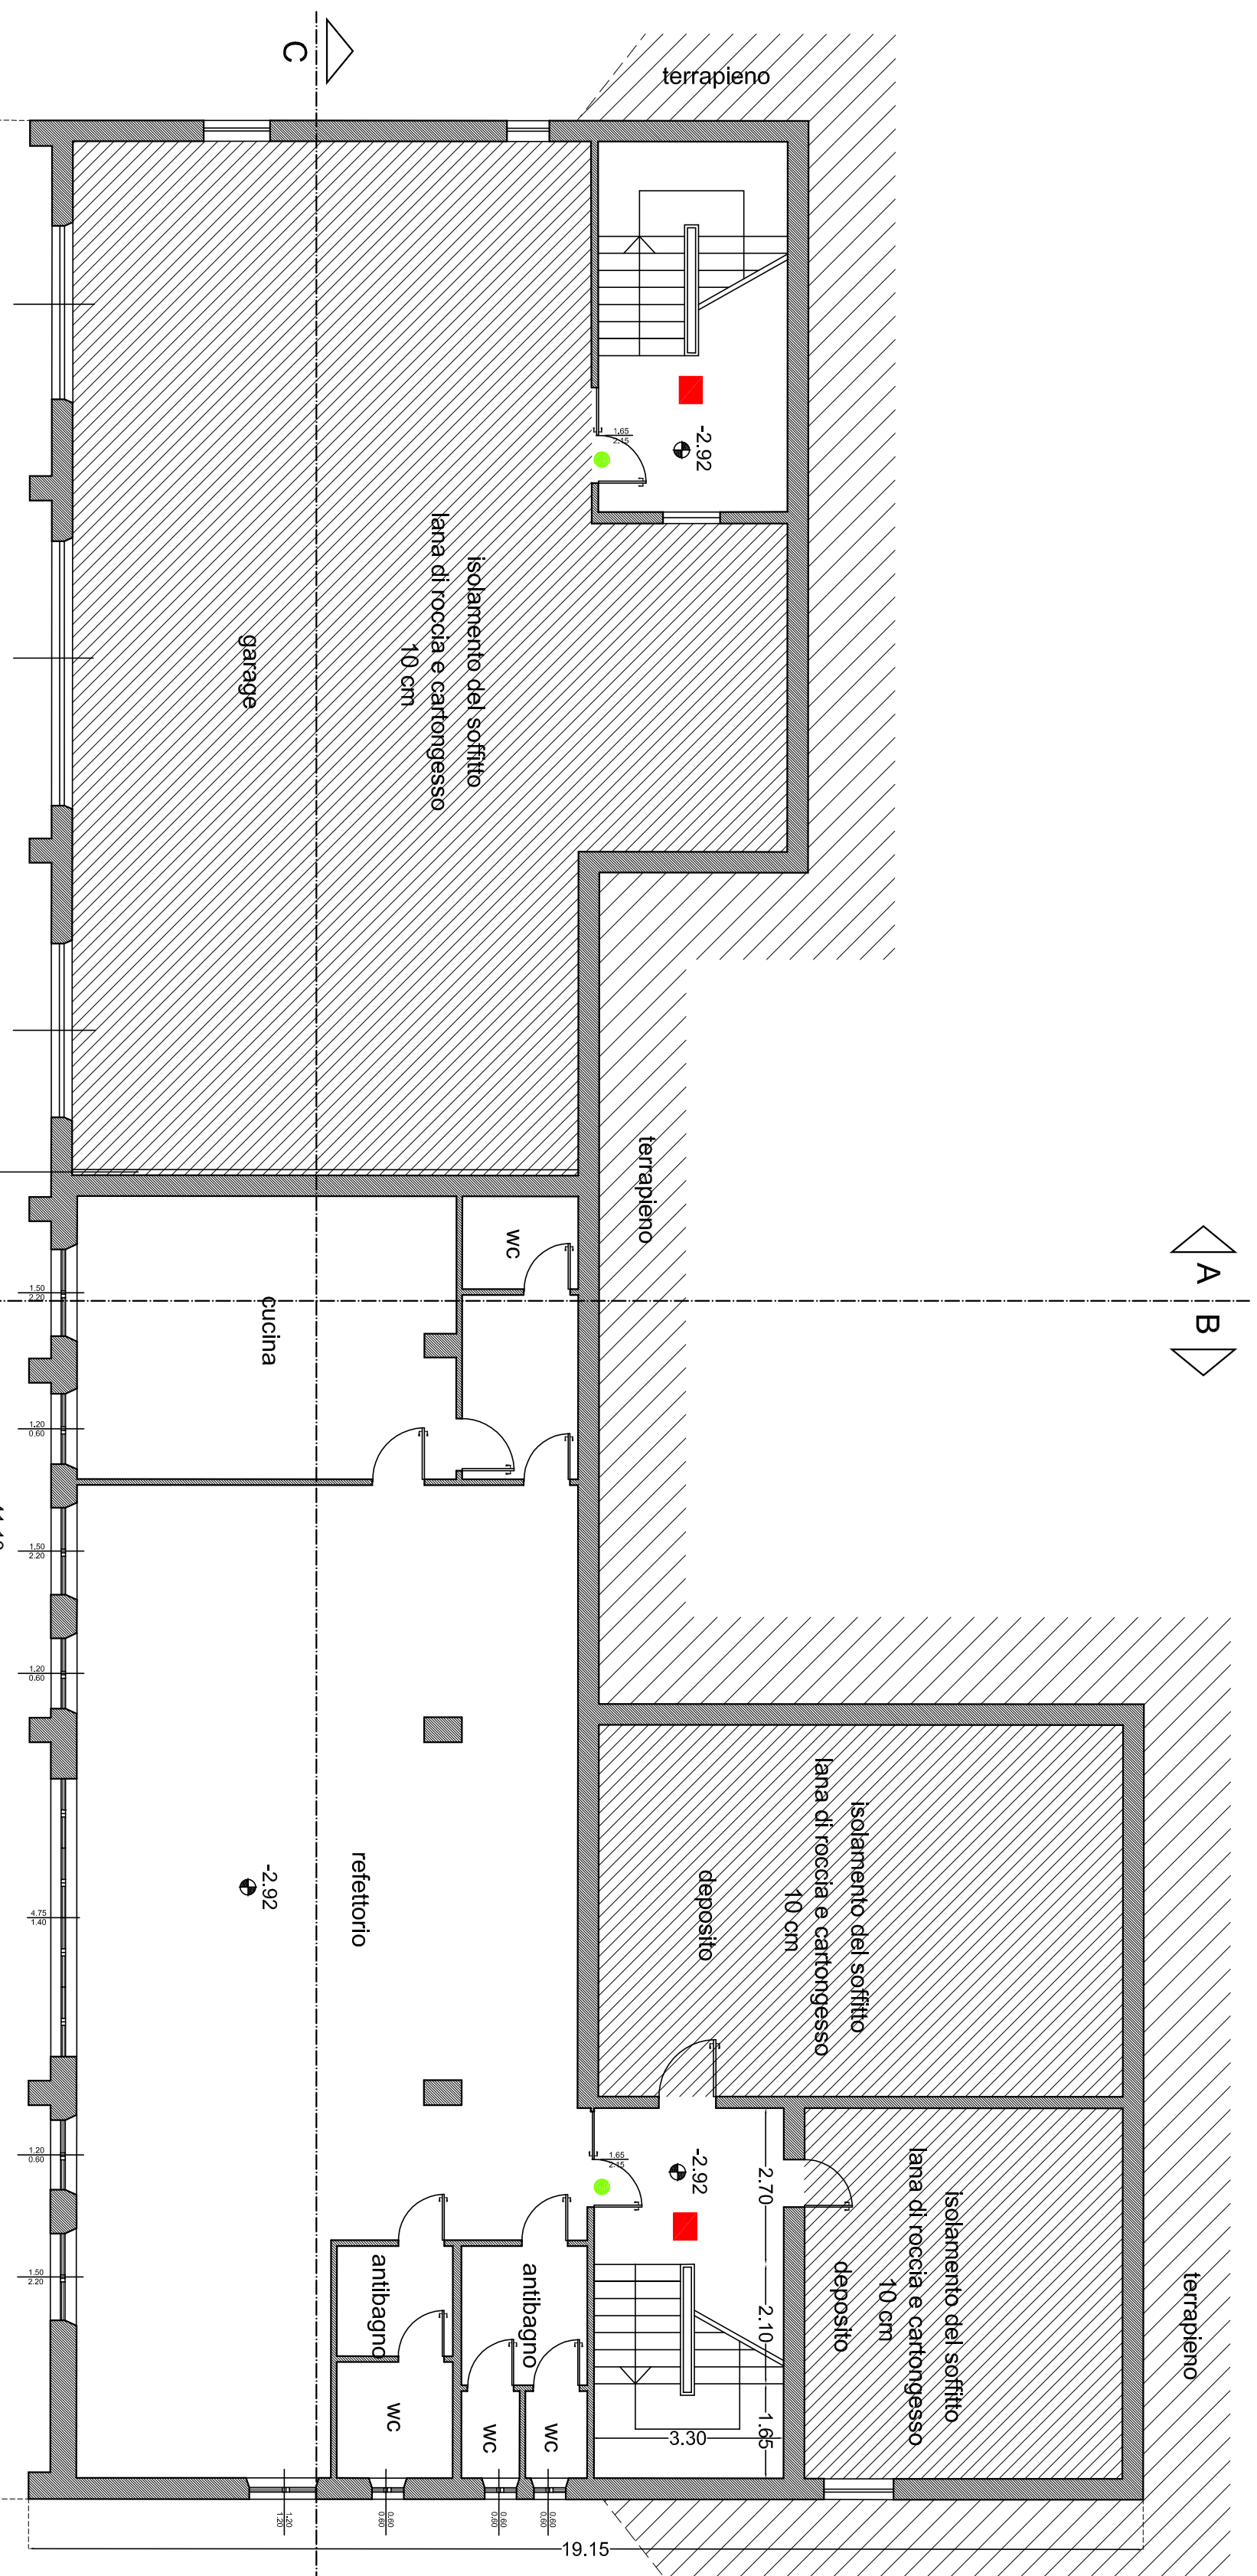 C
terrapieno
1.65
2.15
-2.92
isolamento del soffitto
lana di roccia e cartongesso
10 cm
garage
terrapieno
A
B
wc
cucina
1.50
2.20
1.20
0.60
1.50
2.20
1.20
0.60
refettorio
-2.92
4.75
1.40
isolamento del soffitto
lana di roccia e cartongesso
10 cm
deposito
1.20
0.60
1.50
2.20
1.65
2.15
-2.92
2.70
2.10
1.65
3.30
isolamento del soffitto
lana di roccia e cartongesso
10 cm
deposito
terrapieno
antibagno
antibagno
wc
wc
wc
1.20
1.20
0.60
0.60
0.60
0.60
0.60
0.60
19.15